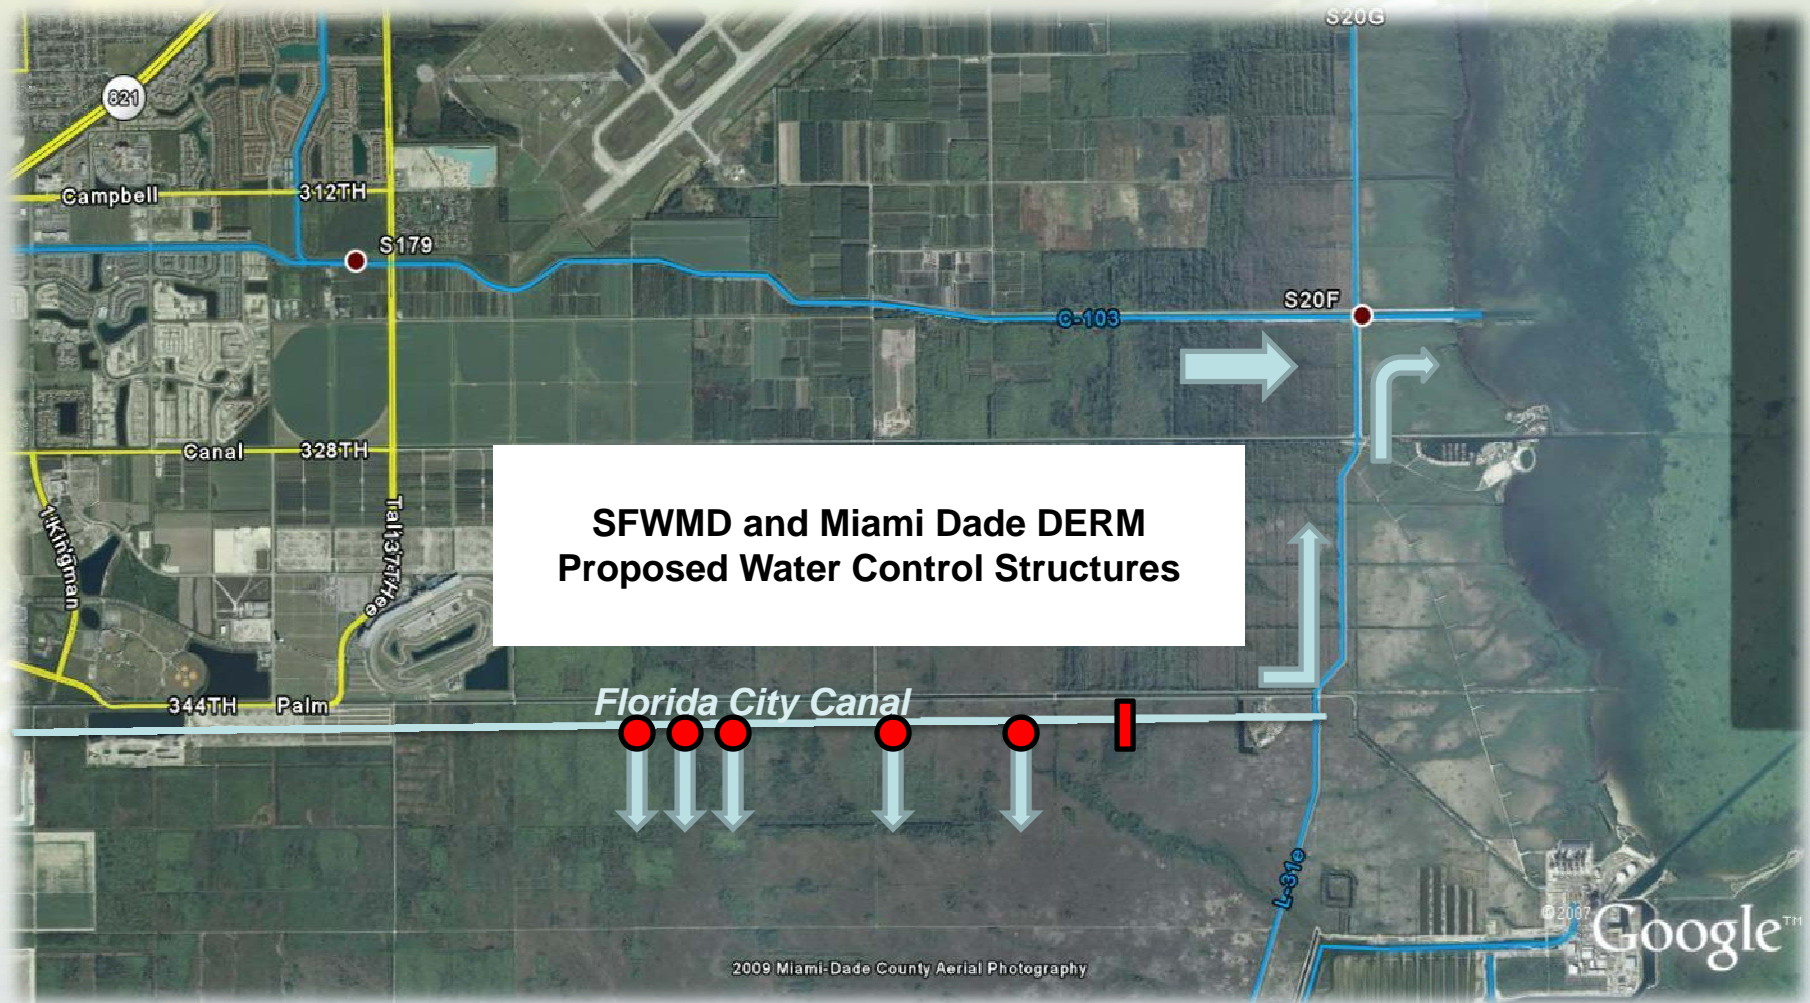 S20G
821
Campbell
312TH
S179
S20F
C-103
Canal
328TH
1 Kingman
SFWMD and Miami Dade DERM
Proposed Water Control Structures
344TH
Palm
Florida City Canal
L-31e
Google™
2009 Miami-Dade County Aerial Photography